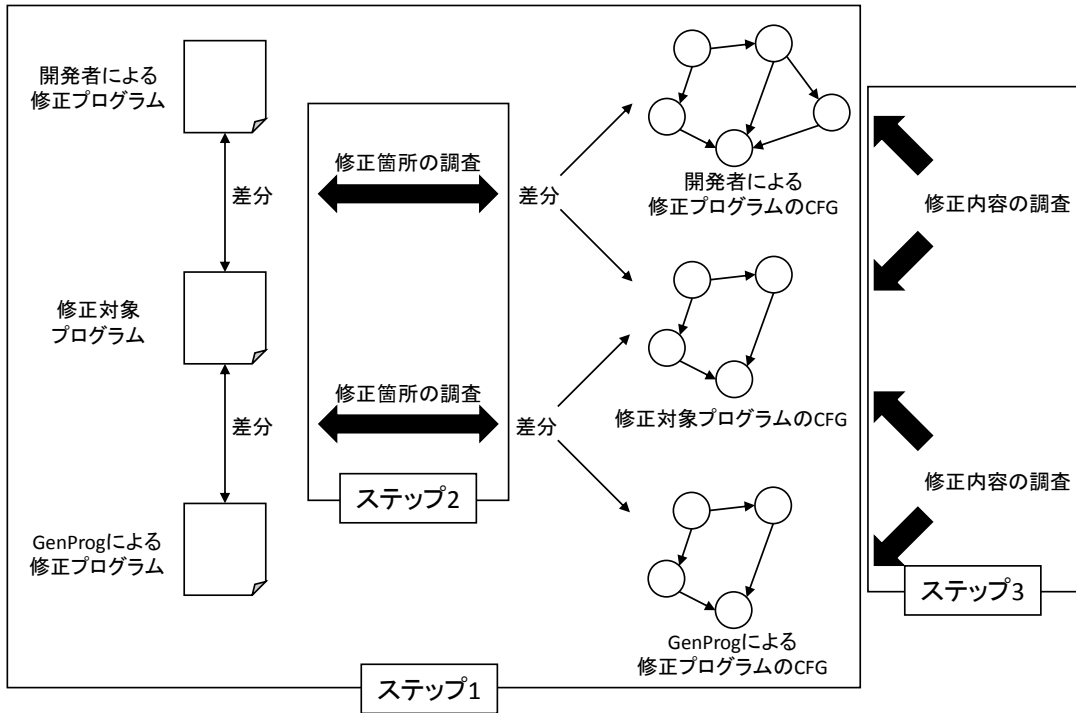 開発者による
修正プログラム
差分
修正対象
プログラム
差分
GenProgによる
修正プログラム
修正箇所の調査
差分
修正箇所の調査
差分
ステップ2
開発者による
修正プログラムのCFG
修正対象プログラムのCFG
GenProgによる
修正プログラムのCFG
修正内容の調査
修正内容の調査
ステップ3
ステップ1